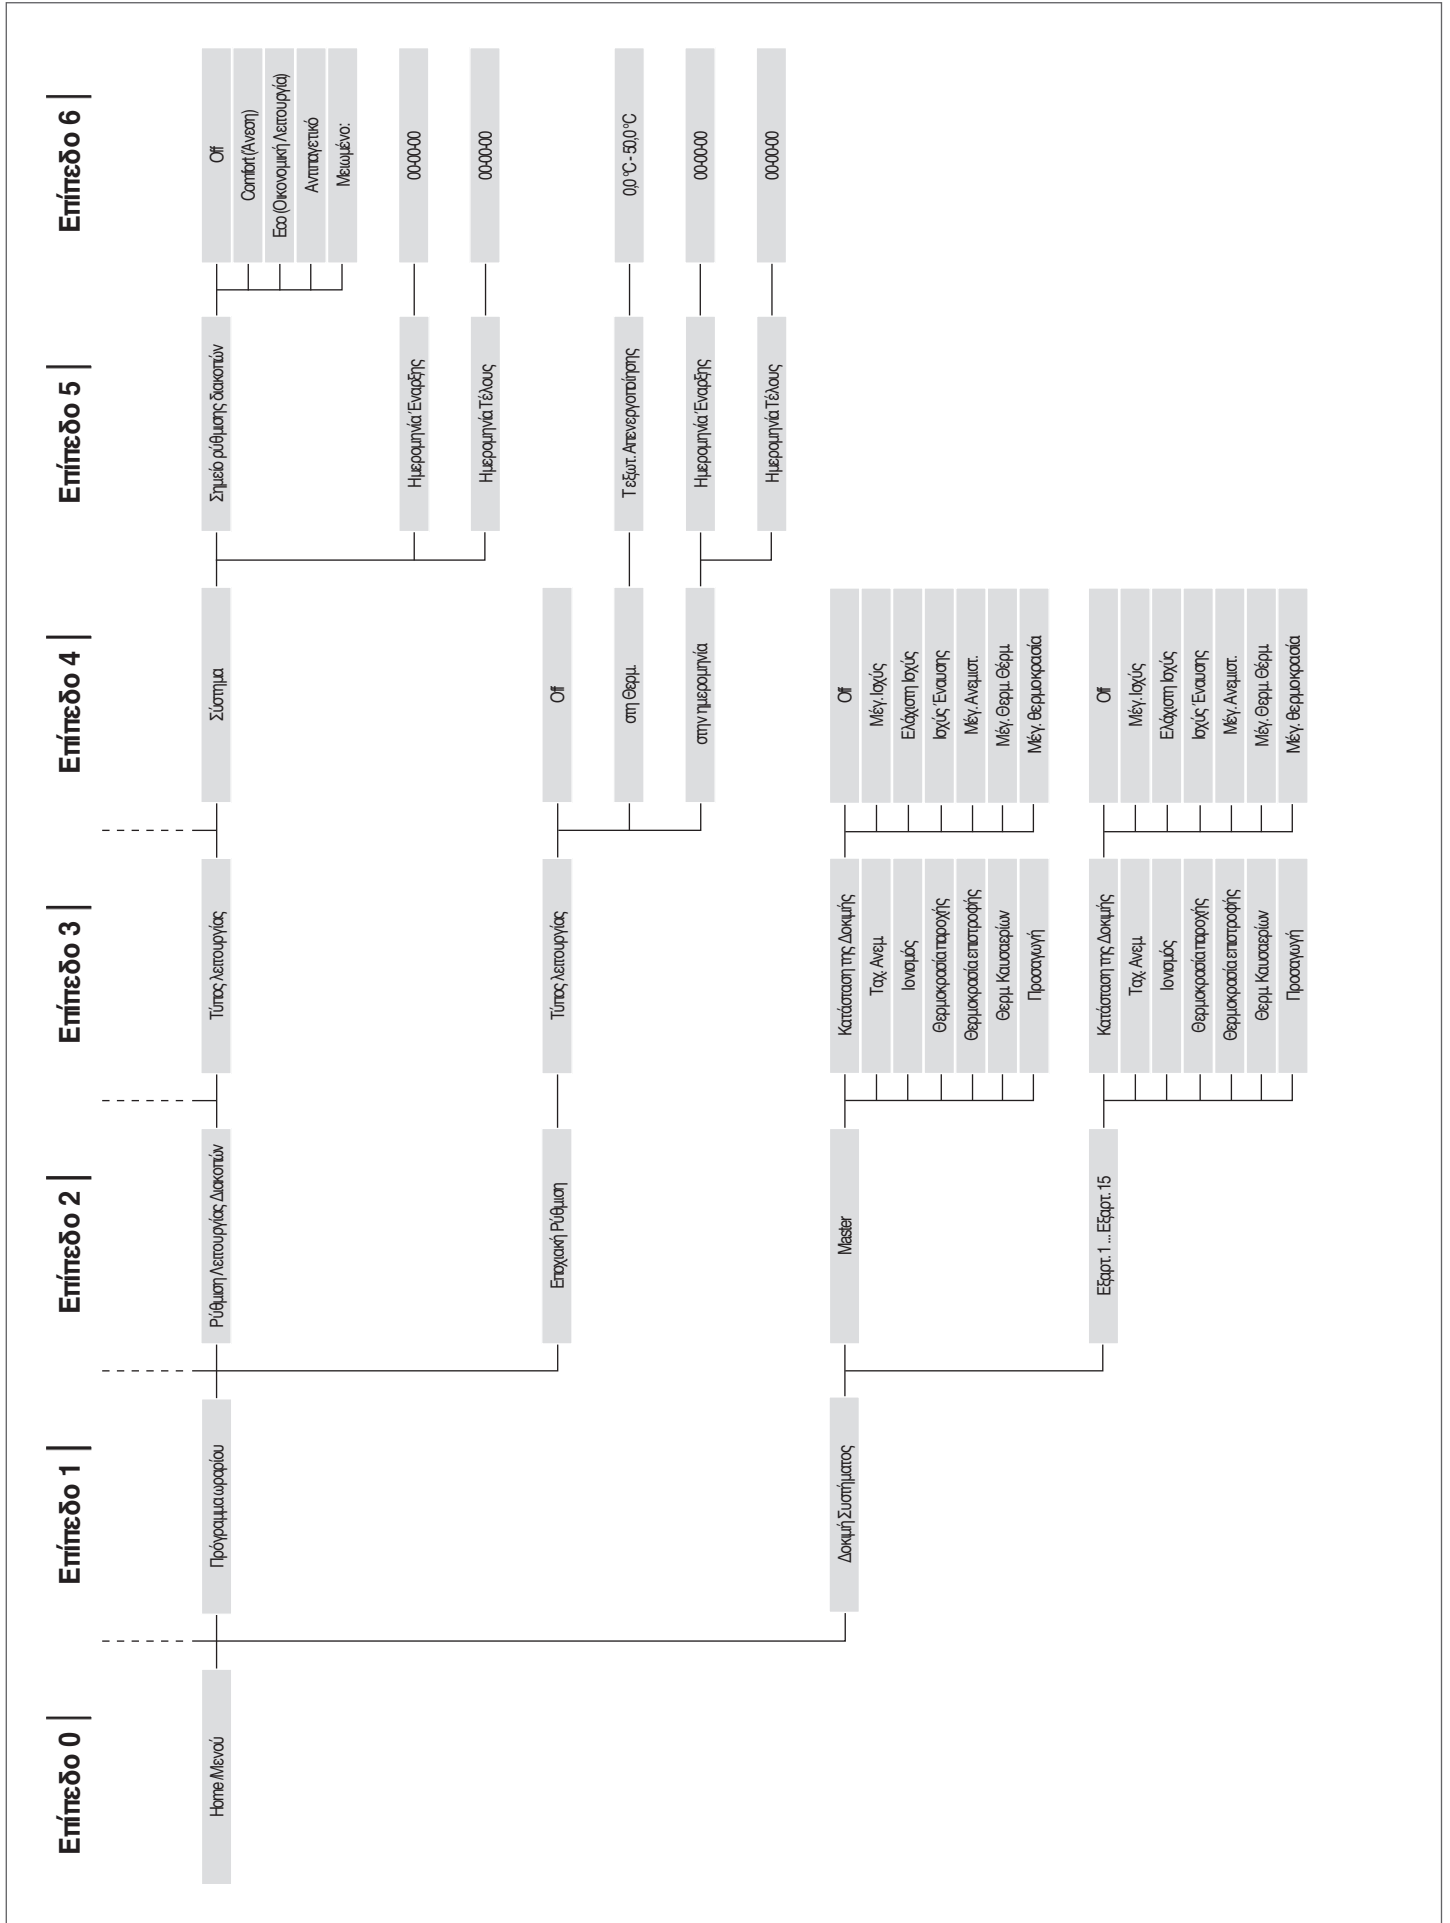 Επίπεδο 0
Επίπεδο 1
Επίπεδο 2
Επίπεδο 3
Επίπεδο 4
Επίπεδο 5
Επίπεδο 6
Home /Μενού
Πρόγραμμα ωραρίου
Ρύθμιση Λειτουργίας Διακοπών
Τύπος λειτουργίας
Σύστημα
Σημείο ρύθμισης διακοπών
Off
Comfort (Άνεση)
Eco (Οικονομική Λειτουργία)
Αντιπαγετικό
Μειωμένο:
Ημερομηνία Έναρξης
00-00-00
Ημερομηνία Τέλους
00-00-00
Εποχιακή Ρύθμιση
Τύπος λειτουργίας
Off
στη Θερμ.
Τ εξωτ. Απενεργοποίησης
0,0 °C - 50,0 °C
στην ημερομηνία
Ημερομηνία Έναρξης
00-00-00
Ημερομηνία Τέλους
00-00-00
Δοκιμή Συστήματος
Master
Κατάσταση της Δοκιμής
Ταχ. Ανεμ.
Ιονισμός
Θερμοκρασία παροχής
Θερμοκρασία επιστροφής
Θερμ. Καυσαερίων
Προσαγωγή
Off
Μέγ. Ισχύς
Ελάχιστη Ισχύς
Ισχύς Έναυσης
Μέγ. Ανεμιστ.
Μέγ. Θερμ. Θέρμ.
Μέγ. θερμοκρασία
Εξαρτ. 1 ... Εξαρτ. 15
Κατάσταση της Δοκιμής
Ταχ. Ανεμ.
Ιονισμός
Θερμοκρασία παροχής
Θερμοκρασία επιστροφής
Θερμ. Καυσαερίων
Προσαγωγή
Off
Μέγ. Ισχύς
Ελάχιστη Ισχύς
Ισχύς Έναυσης
Μέγ. Ανεμιστ.
Μέγ. Θερμ. Θέρμ.
Μέγ. θερμοκρασία